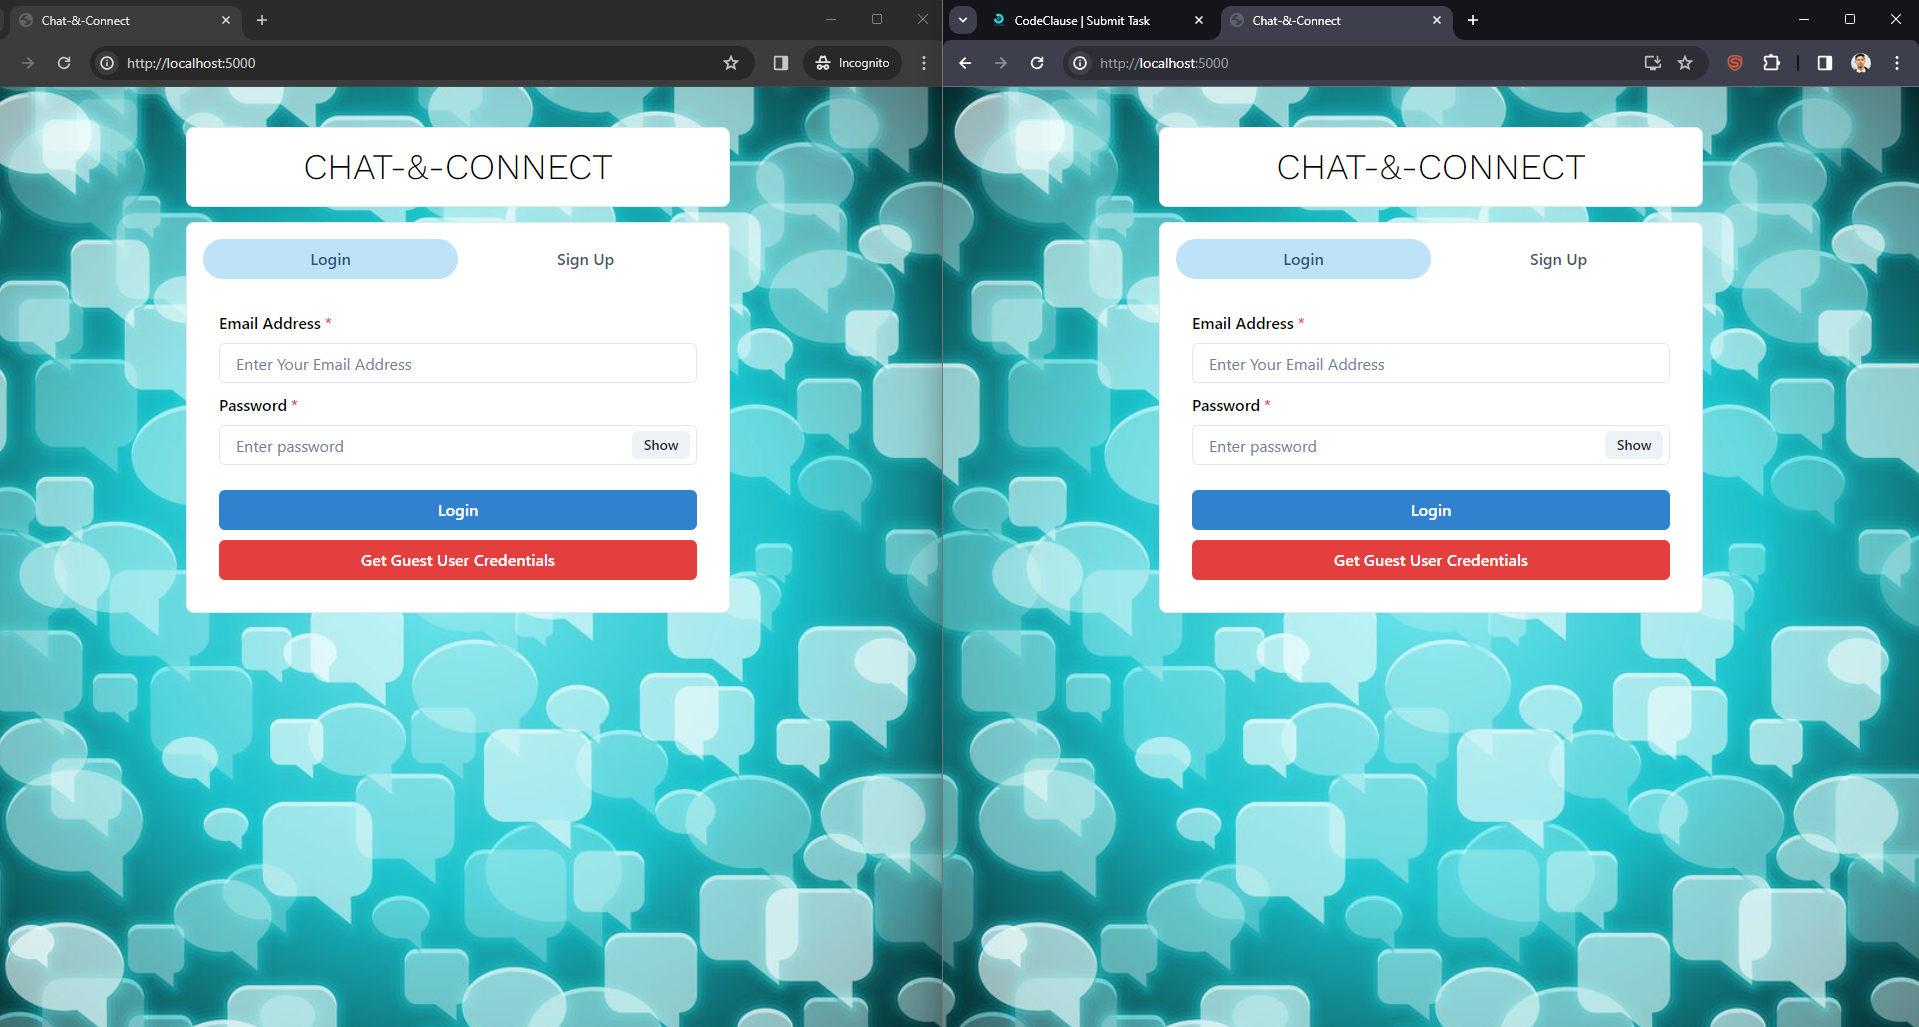 Chat-&-Connect
http://localhost:5000
Incognito
CHAT-&-CONNECT
Login
Sign Up
Email Address *
Enter Your Email Address
Password *
Enter password
Show
Login
Get Guest User Credentials
CodeClause | Submit Task
Chat-&-Connect
http://localhost:5000
CHAT-&-CONNECT
Login
Sign Up
Email Address *
Enter Your Email Address
Password *
Enter password
Show
Login
Get Guest User Credentials